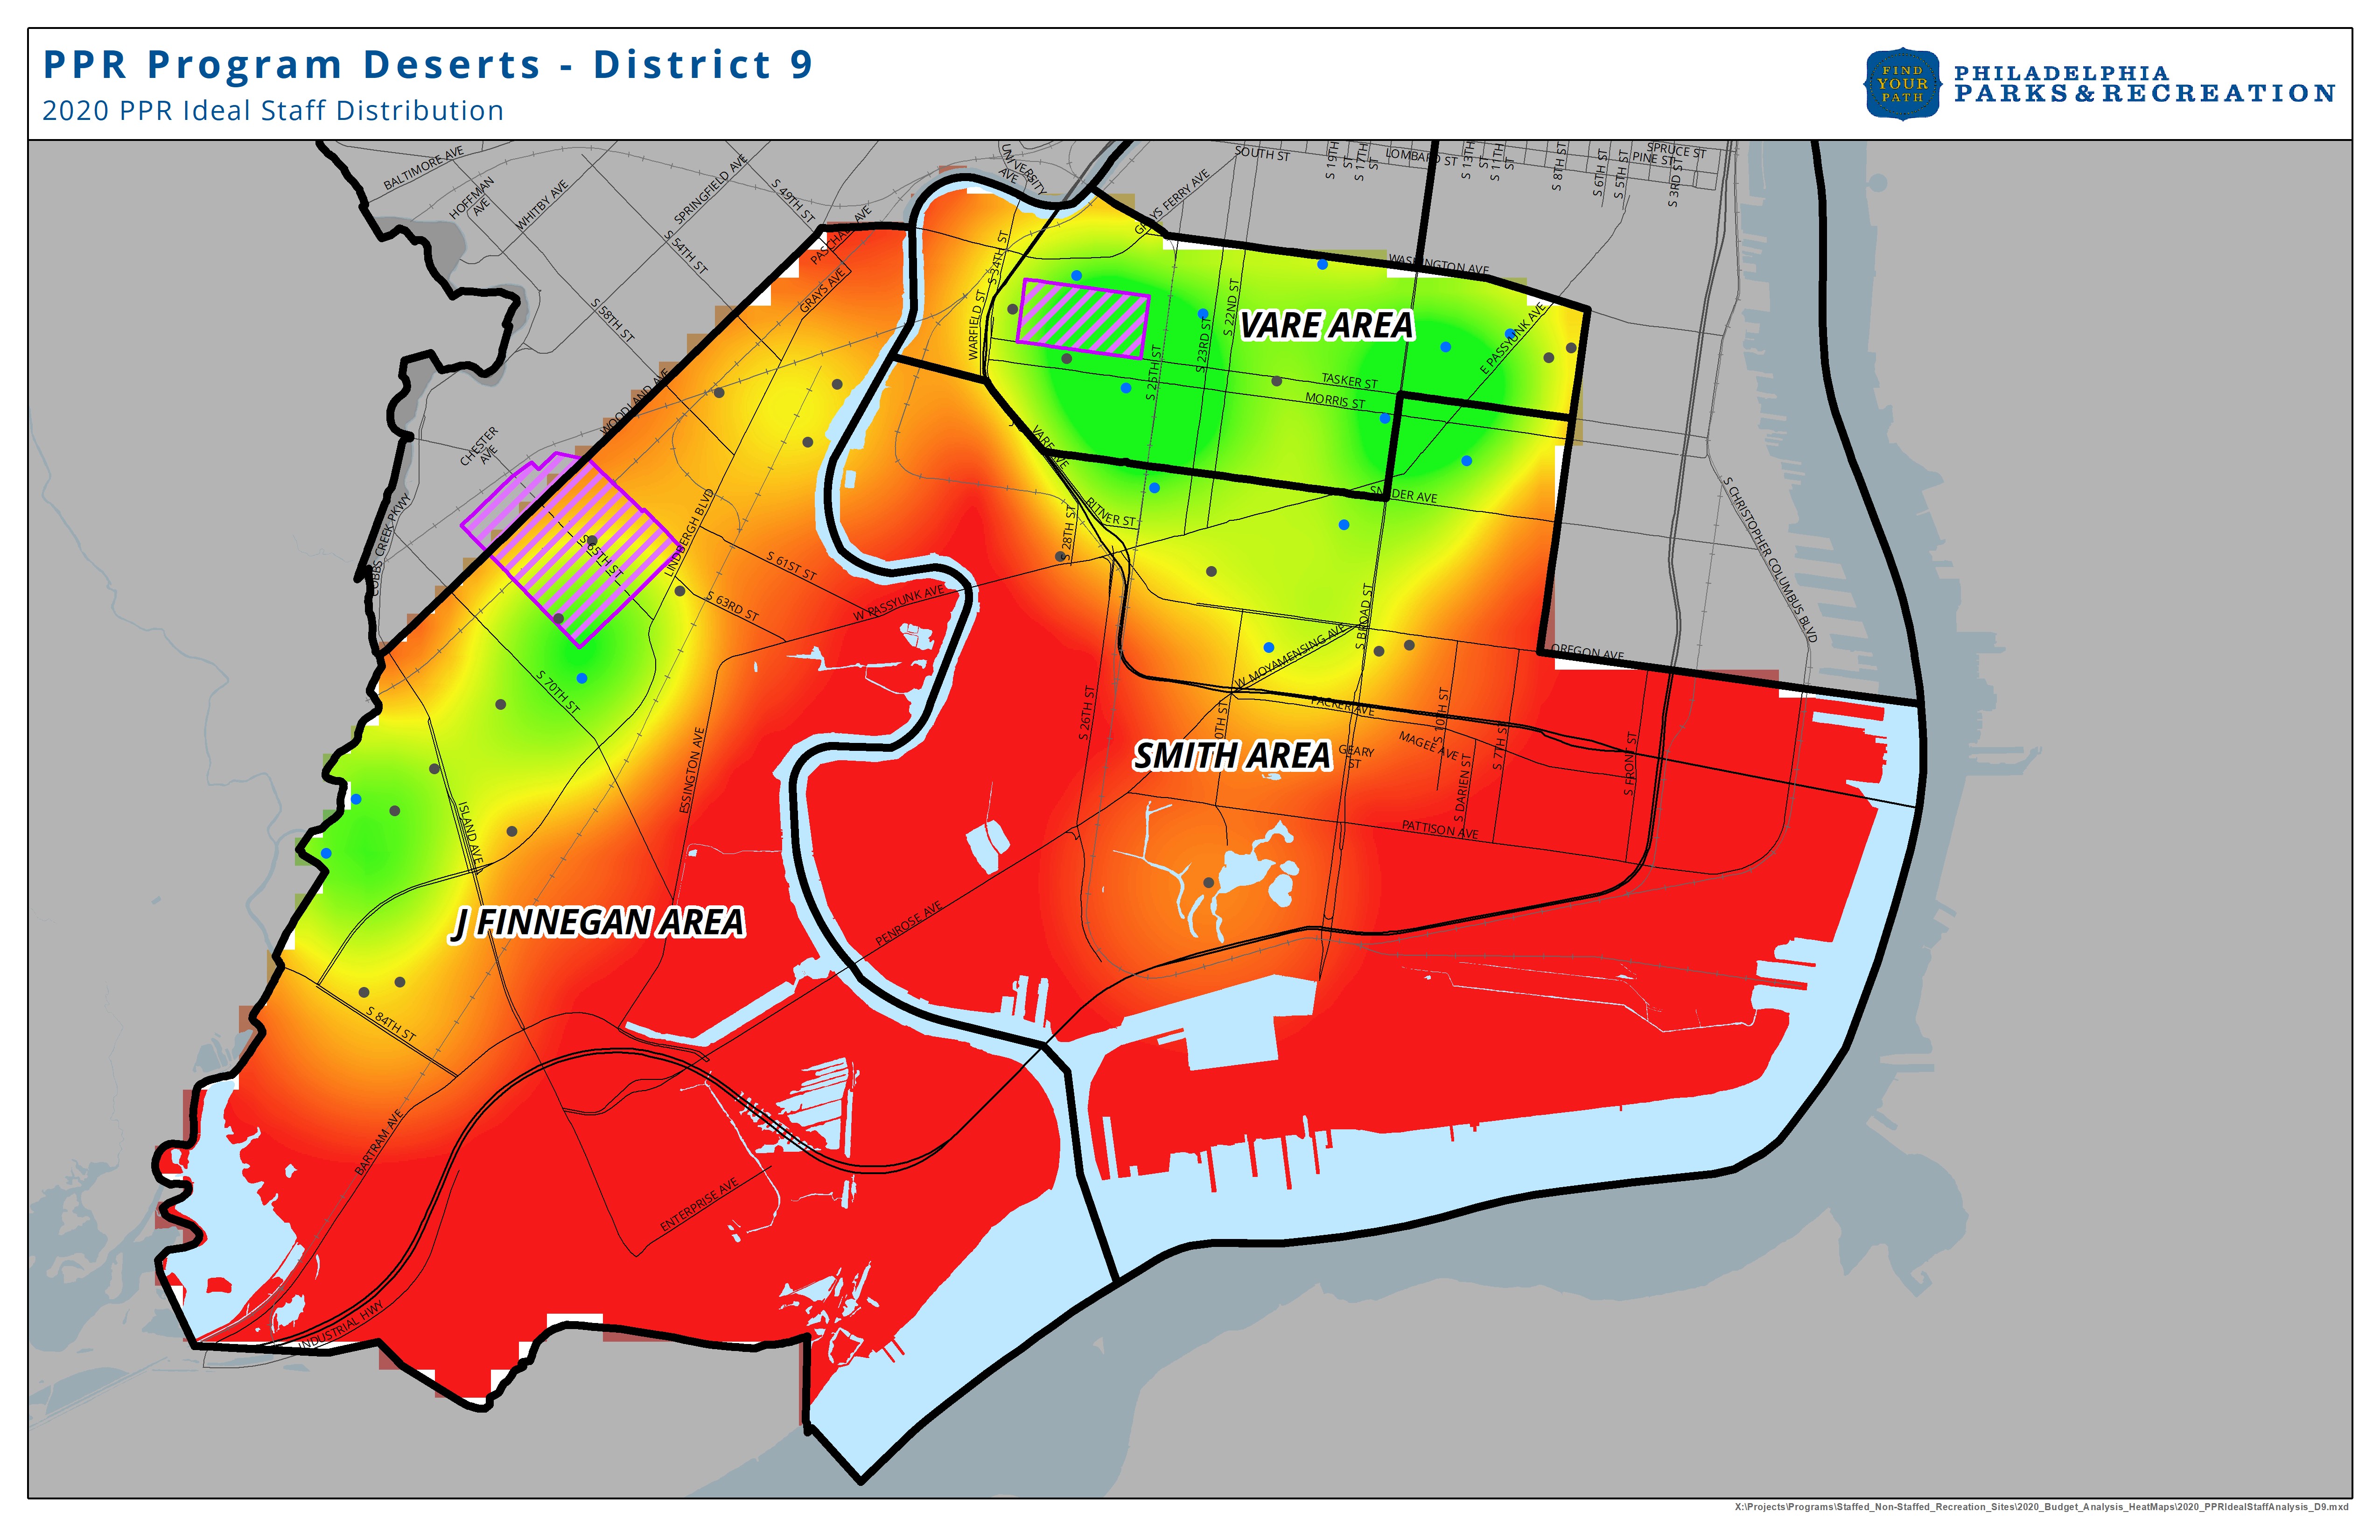 PPR Program Deserts - District 9
2020 PPR Ideal Staff Distribution
FIND
YOUR
PATH
PHILADELPHIA
PARKS & RECREATION
BALTIMORE AVE
HOFFMAN
AVE
WHITBY AVE
SPRINGFIELD AVE
S 49TH ST
UNIVERSITY
AVE
GRAYS FERRY AVE
SOUTH ST
S 19TH
ST
S 17TH
ST
LOMBARD ST
S 13TH
ST
S 11TH
ST
S 8TH ST
S 6TH ST
S 5TH ST
SPRUCE ST
PINE ST
S 3RD ST
S 54TH ST
PASCHALL AVE
GRAYS AVE
S 58TH ST
S 34TH ST
WARFIELD ST
WASHINGTON AVE
VARE AREA
S 22ND ST
S 23RD ST
S 25TH ST
E PASSYUNK AVE
TASKER ST
MORRIS ST
WOODLAND AVE
CHESTER
AVE
VARE AVE
SNYDER AVE
COBBS CREEK PKWY
LINDBERGH BLVD
S 65TH ST
S 61ST ST
S 63RD ST
RITNER ST
S 28TH ST
W PASSYUNK AVE
S CHRISTOPHER COLUMBUS BLVD
S BROAD ST
W MOYAMENSING AVE
OREGON AVE
S 70TH ST
S 26TH ST
PACKER AVE
S 10TH ST
MAGEE AVE
GEARY
ST
S DARIEN ST
S 7TH ST
S FRONT ST
SMITH AREA
ESSINGTON AVE
ISLAND AVE
PATTISON AVE
J FINNEGAN AREA
PENROSE AVE
S 84TH ST
BARTRAM AVE
ENTERPRISE AVE
INDUSTRIAL HWY
X:\Projects\Programs\Staffed_Non-Staffed_Recreation_Sites\2020_Budget_Analysis_HeatMaps\2020_PPRIdealStaffAnalysis_D9.mxd